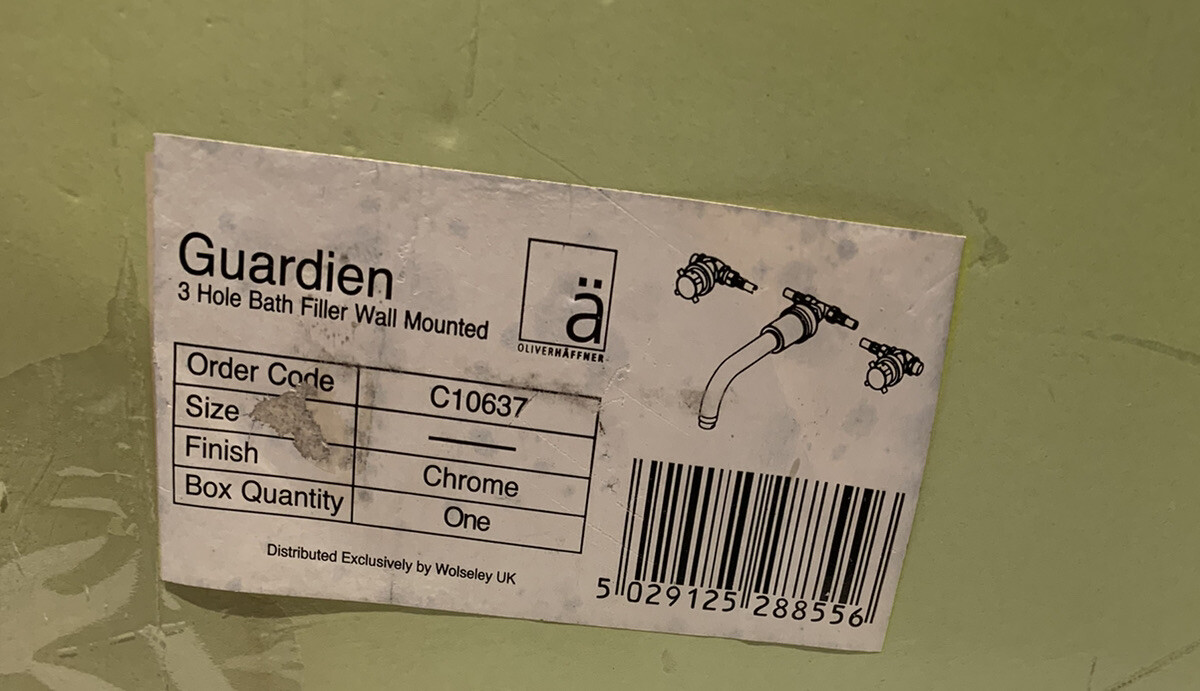 Guardien
3 Hole Bath Filler Wall Mounted
ä
OLIVERHÄFFNER
Order Code C10637
Size —
Finish Chrome
Box Quantity One
Distributed Exclusively by Wolseley UK
5 029125 288556